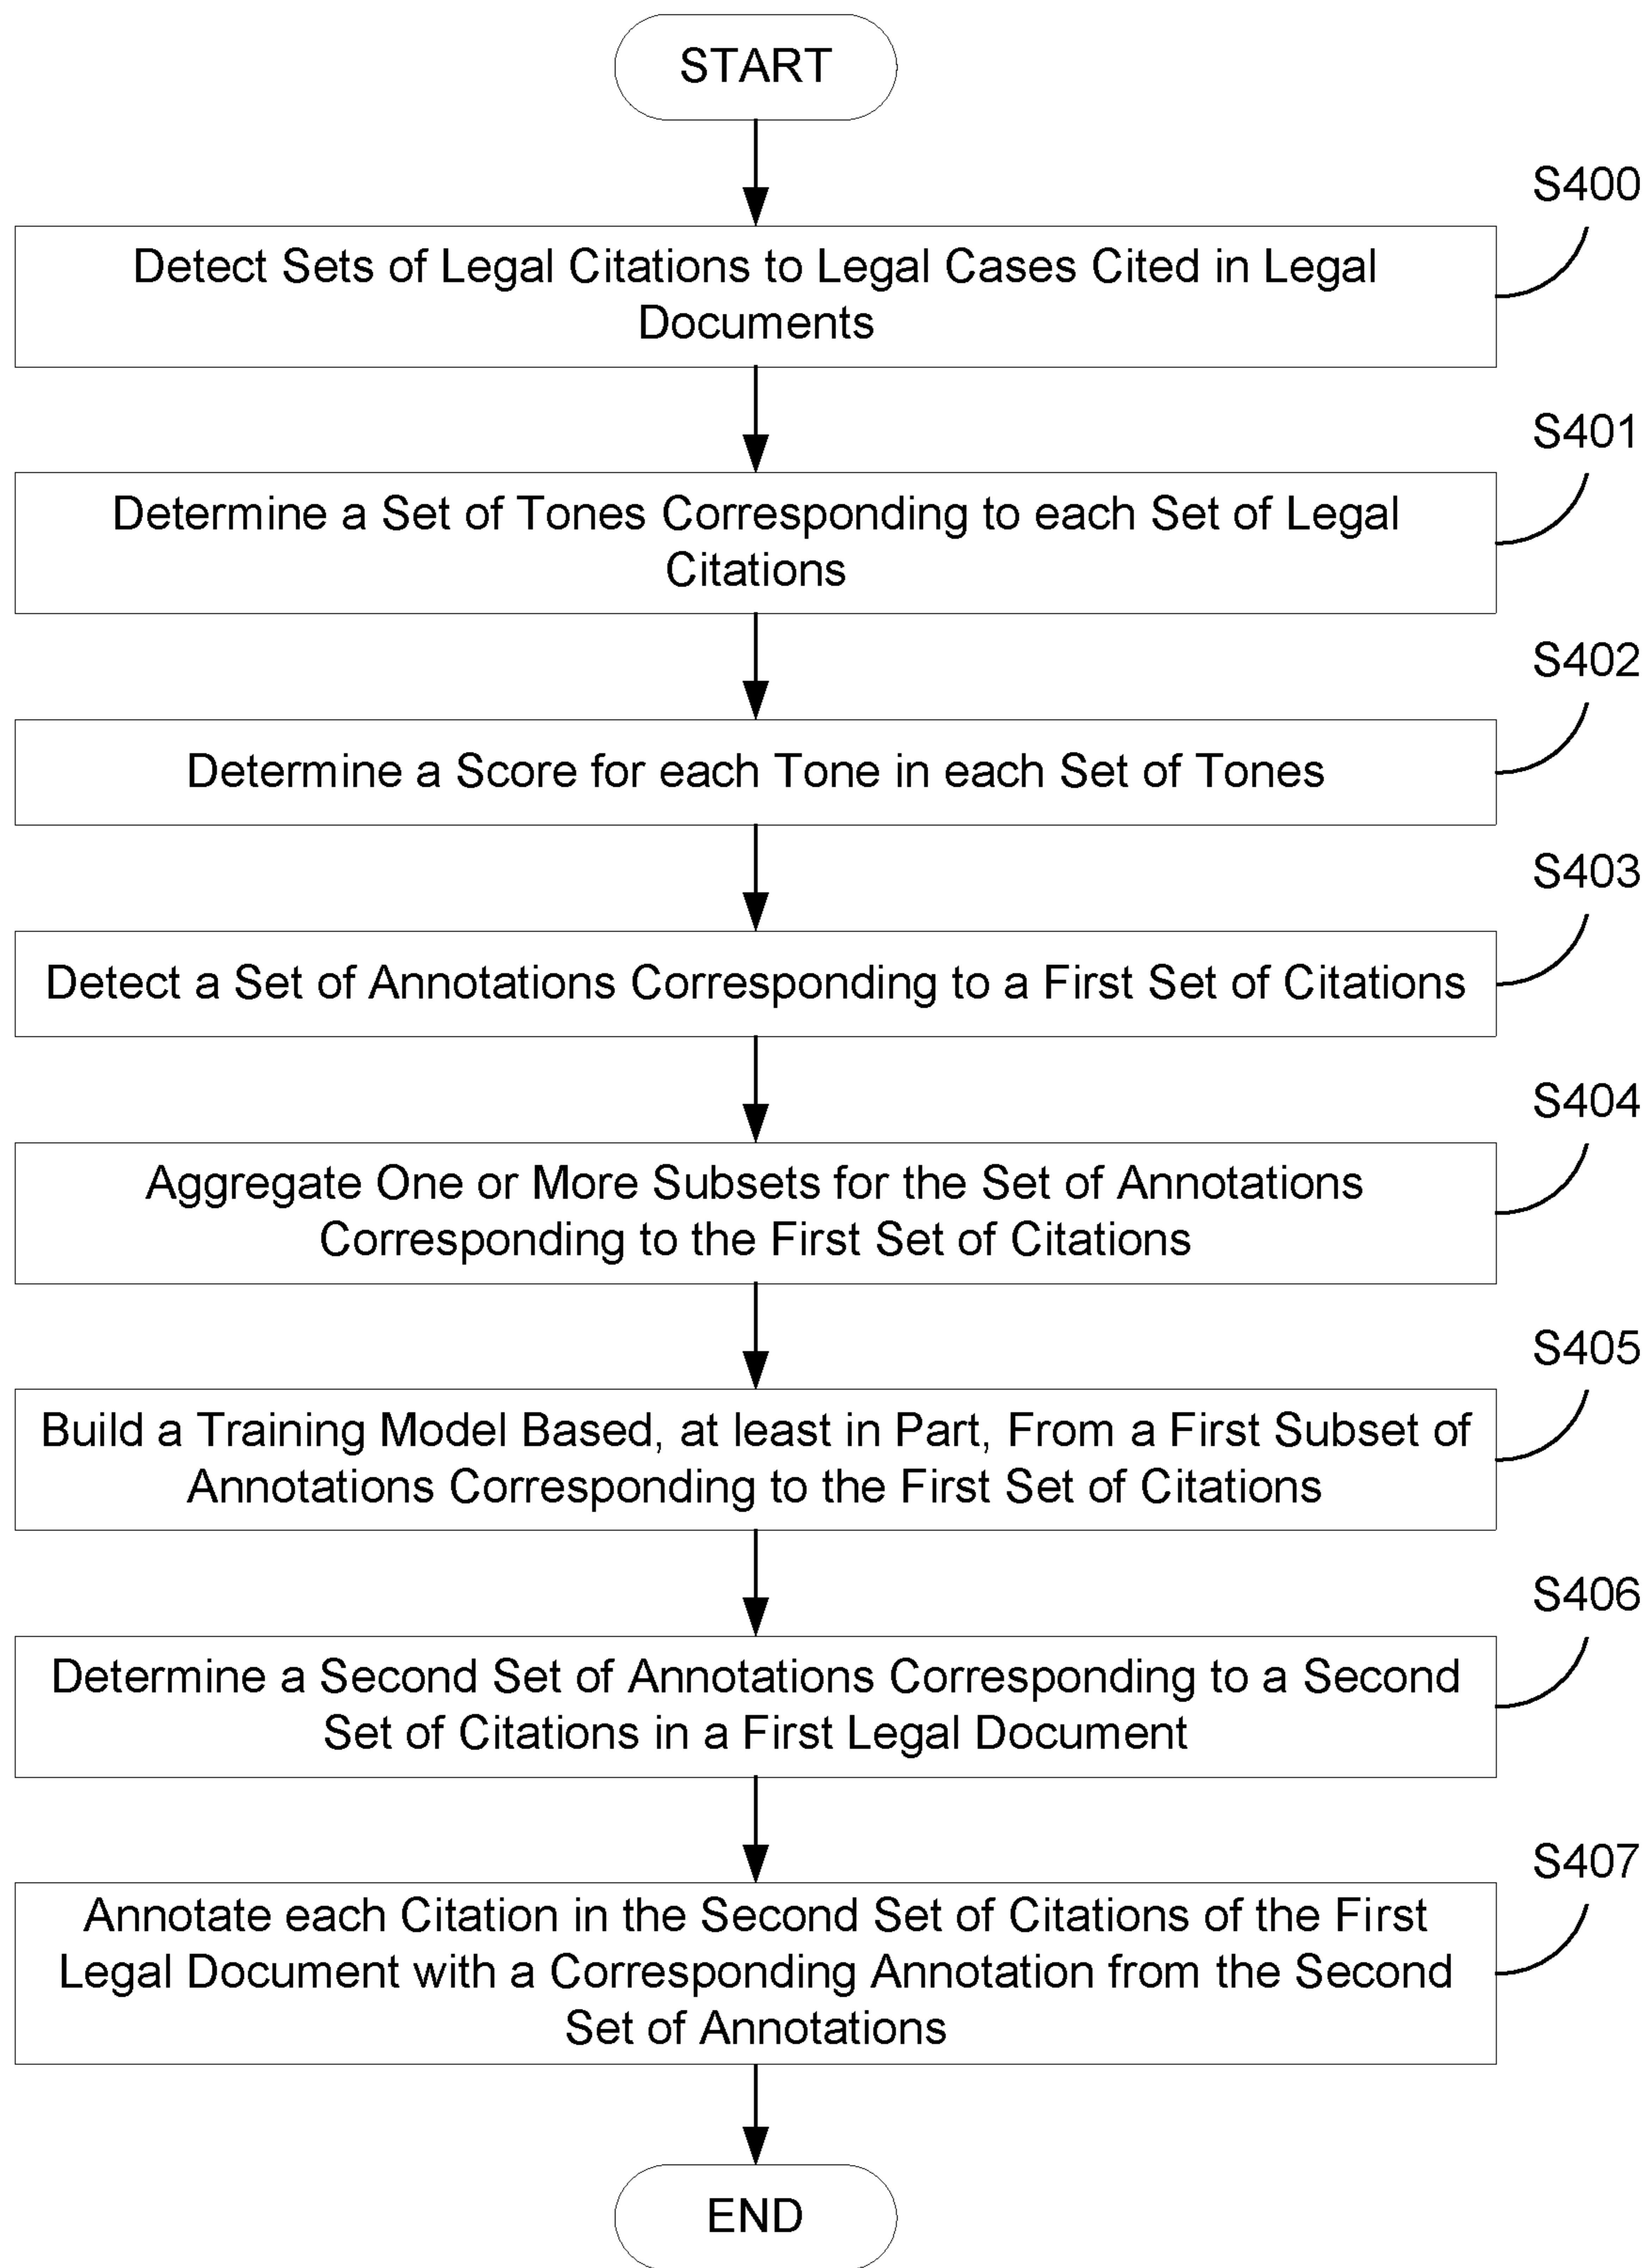 START
S400
Detect Sets of Legal Citations to Legal Cases Cited in Legal
Documents
S401
Determine a Set of Tones Corresponding to each Set of Legal
Citations
S402
Determine a Score for each Tone in each Set of Tones
S403
Detect a Set of Annotations Corresponding to a First Set of Citations
S404
Aggregate One or More Subsets for the Set of Annotations
Corresponding to the First Set of Citations
S405
Build a Training Model Based, at least in Part, From a First Subset of
Annotations Corresponding to the First Set of Citations
S406
Determine a Second Set of Annotations Corresponding to a Second
Set of Citations in a First Legal Document
S407
Annotate each Citation in the Second Set of Citations of the First
Legal Document with a Corresponding Annotation from the Second
Set of Annotations
END